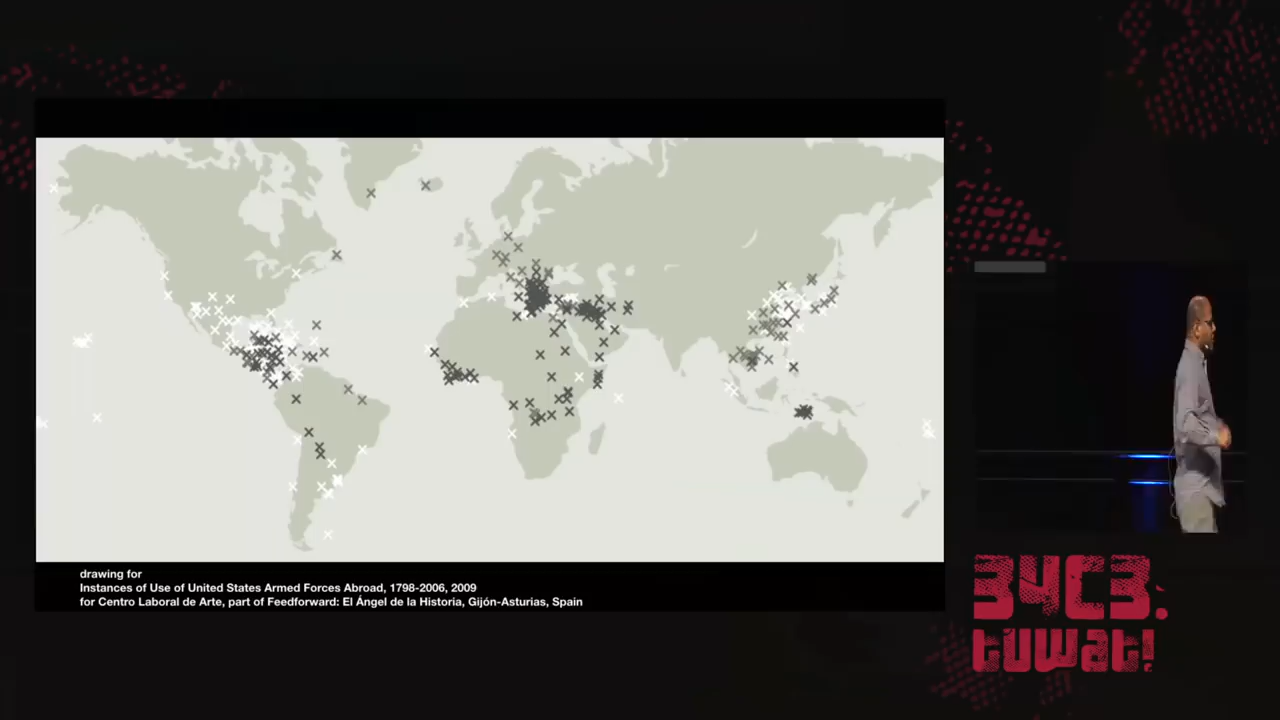 drawing for
Instances of Use of United States Armed Forces Abroad, 1798-2006, 2009
for Centro Laboral de Arte, part of Feedforward: El Ángel de la Historia, Gijón-Asturias, Spain
34C3.
tuwat!